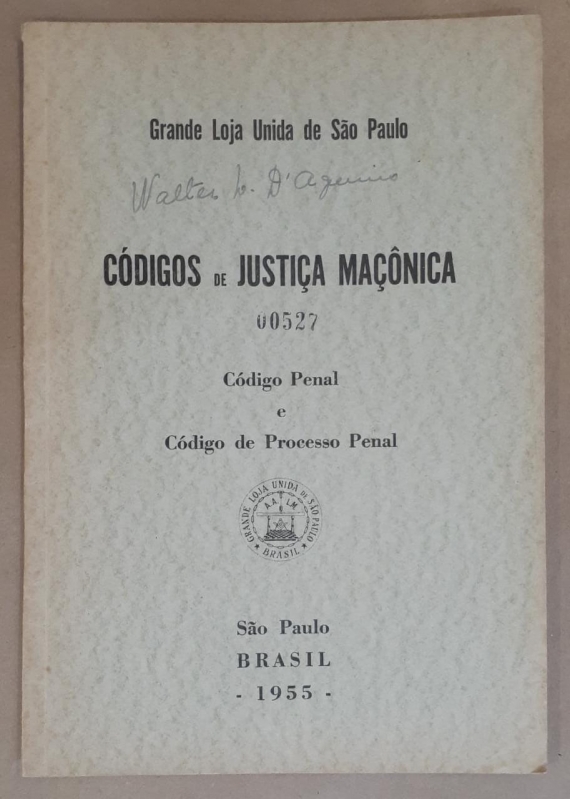 Grande Loja Unida de São Paulo
Walter W. D'Aquino
CÓDIGOS DE JUSTIÇA MAÇÔNICA
00527
Código Penal
e
Código de Processo Penal
GRANDE LOJA UNIDA DE SÃO PAULO
A.A. L.M.
★ BRASIL ★
São Paulo
BRASIL
- 1955 -